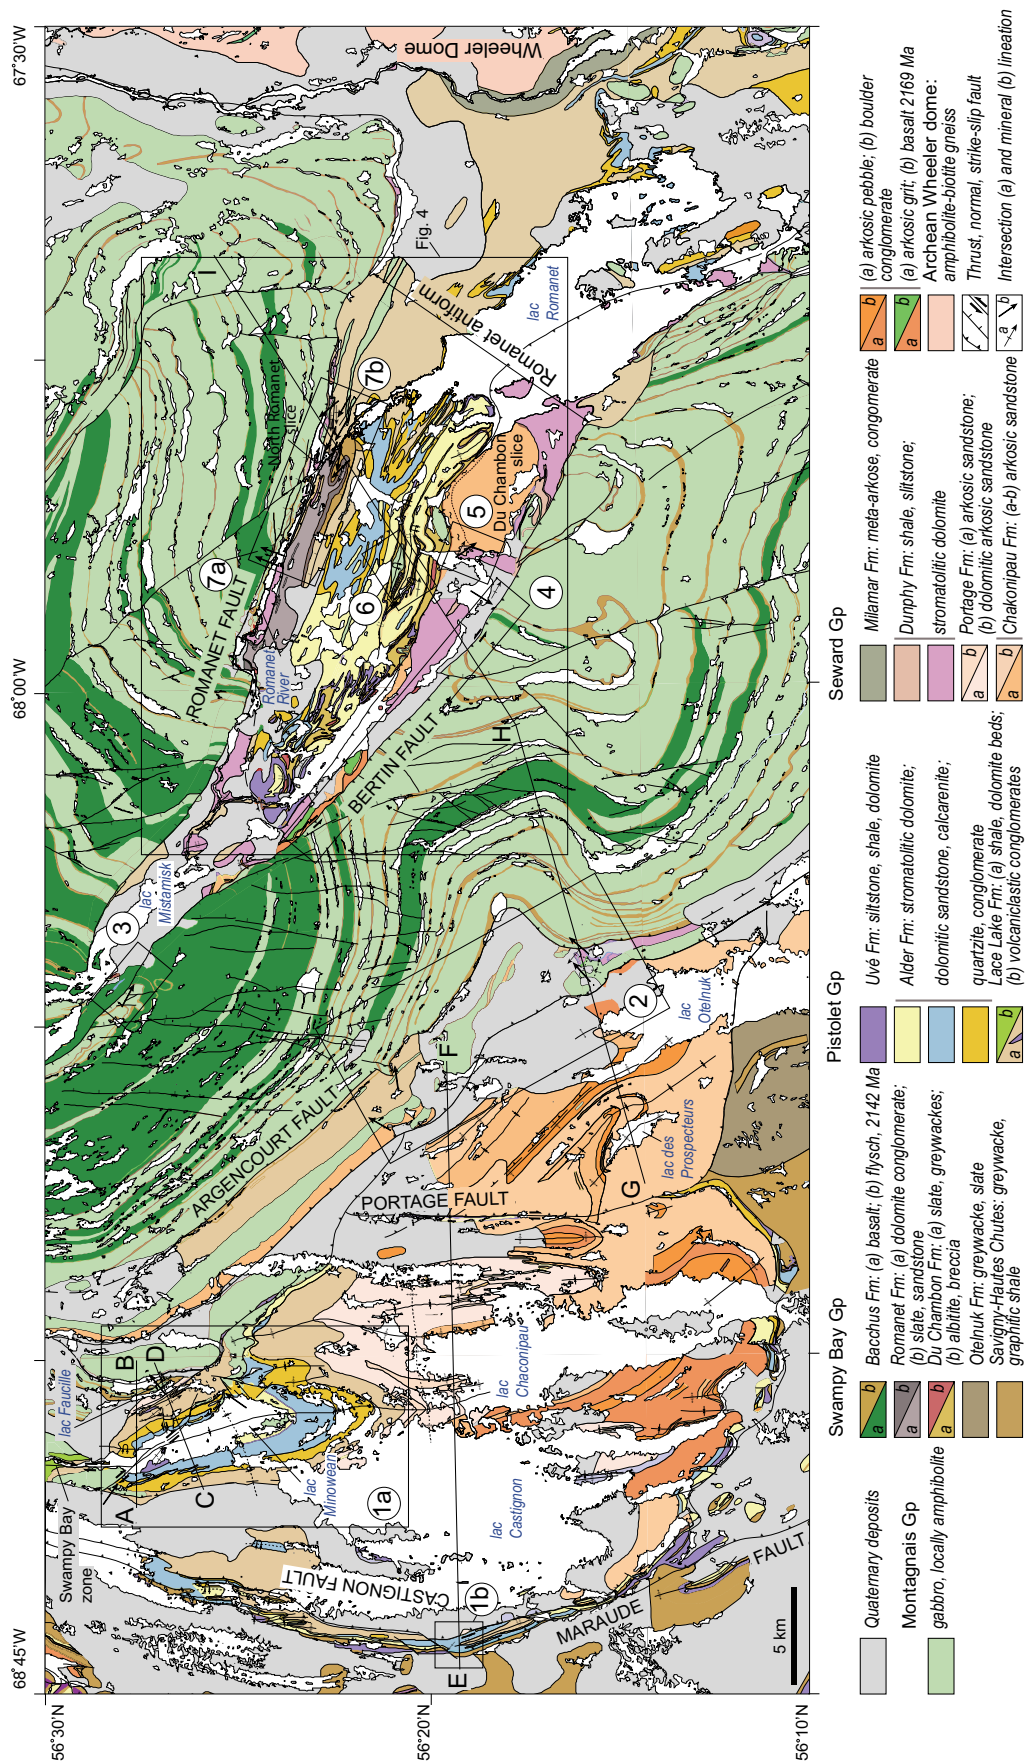 68°45'W
68°00'W
67°30'W
56°30'N
56°20'N
56°10'N
Swampy Bay
zone
lac Faucille
A
B
C
D
E
F
G
H
I
1a
1b
2
3
4
5
6
7a
7b
lac
Minowean
CASTIGNON FAULT
lac
Castignon
lac
Chaconipau
MARAUDE
FAULT
5 km
ARGENCOURT FAULT
PORTAGE FAULT
lac des
Prospecteurs
lac
Otelnuk
lac
Mistamisk
ROMANET FAULT
Romanet
River
BERTIN FAULT
North Romanet
slice
Du Chambon
slice
Romanet antiform
lac
Romanet
Fig. 4
Wheeler Dome
Quaternary deposits
Montagnais Gp
gabbro, locally amphibolite
Swampy Bay Gp
a b
Bacchus Fm: (a) basalt; (b) flysch, 2142 Ma
a b
Romanet Fm: (a) dolomite conglomerate;
(b) slate, sandstone
a b
Du Chambon Fm: (a) slate, greywackes;
(b) albitite, breccia
Otelnuk Fm: greywacke, slate
Savigny-Hautes Chutes: greywacke,
graphitic shale
Pistolet Gp
Uvé Fm: siltstone, shale, dolomite
Alder Fm: stromatolitic dolomite;
dolomitic sandstone, calcarenite;
quartzite, conglomerate
a b
Lace Lake Fm: (a) shale, dolomite beds;
(b) volcaniclastic conglomerates
Seward Gp
Milamar Fm: meta-arkose, congomerate
Dunphy Fm: shale, slitstone;
stromatolitic dolomite
a b
Portage Fm: (a) arkosic sandstone;
(b) dolomitic arkosic sandstone
a b
Chakonipau Fm: (a-b) arkosic sandstone
a b
(a) arkosic pebble; (b) boulder
conglomerate
a b
(a) arkosic grit; (b) basalt 2169 Ma
Archean Wheeler dome:
amphibolite-biotite gneiss
Thrust, normal, strike-slip fault
a b
Intersection (a) and mineral (b) lineation